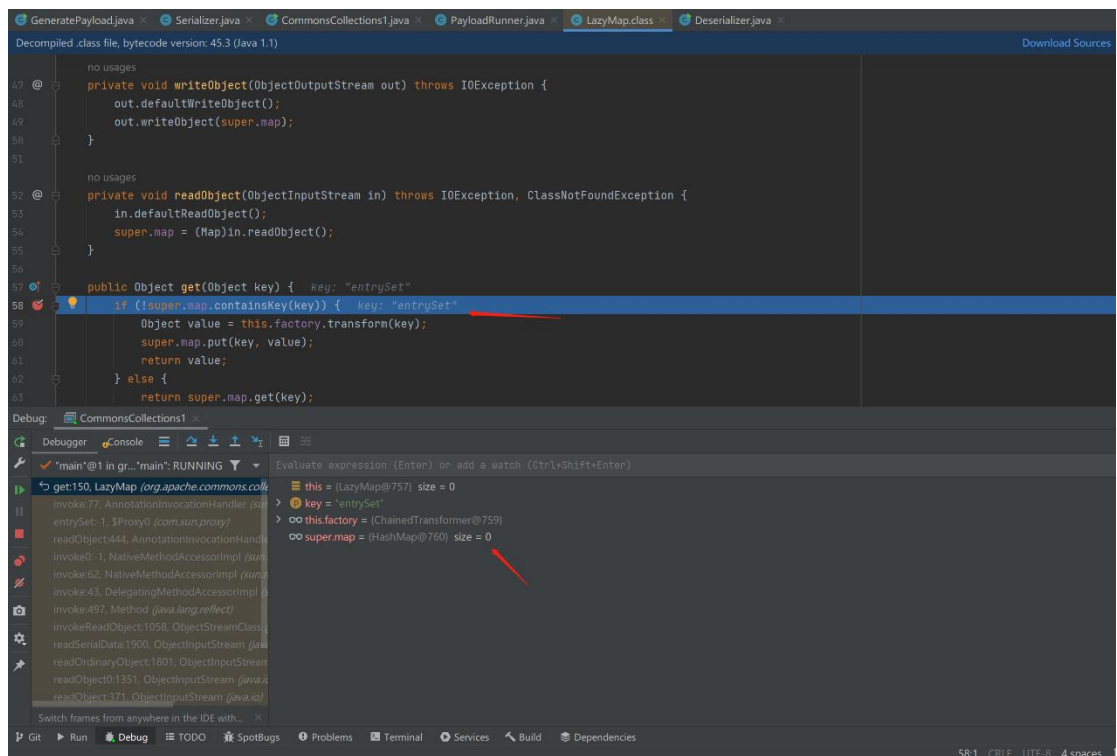 GeneratePayload.java Serializer.java CommonsCollections1.java PayloadRunner.java LazyMap.class Deserializer.java
Decompiled .class file, bytecode version: 45.3 (Java 1.1) Download Sources
no usages
47 @ private void writeObject(ObjectOutputStream out) throws IOException {
48 out.defaultWriteObject();
49 out.writeObject(super.map);
50 }
51
no usages
52 @ private void readObject(ObjectInputStream in) throws IOException, ClassNotFoundException {
53 in.defaultReadObject();
54 super.map = (Map)in.readObject();
55 }
56
57 public Object get(Object key) { key: "entrySet"
58 if (!super.map.containsKey(key)) { key: "entrySet"
59 Object value = this.factory.transform(key);
60 super.map.put(key, value);
61 return value;
62 } else {
63 return super.map.get(key);
Debug: CommonsCollections1
Debugger Console
"main"@1 in gr..."main": RUNNING Evaluate expression (Enter) or add a watch (Ctrl+Shift+Enter)
get:150, LazyMap (org.apache.commons.colle this = {LazyMap@757} size = 0
invoke:77, AnnotationInvocationHandler (sun key = "entrySet"
entrySet:-1, $Proxy0 (com.sun.proxy) this.factory = {ChainedTransformer@759}
readObject:444, AnnotationInvocationHandle super.map = {HashMap@760} size = 0
invoke0:-1, NativeMethodAccessorImpl (sun.
invoke:62, NativeMethodAccessorImpl (sun.r
invoke:43, DelegatingMethodAccessorImpl (s
invoke:497, Method (java.lang.reflect)
invokeReadObject:1058, ObjectStreamClass (
readSerialData:1900, ObjectInputStream (java
readOrdinaryObject:1801, ObjectInputStream
readObject0:1351, ObjectInputStream (java.io
readObject:371, ObjectInputStream (java.io)
Switch frames from anywhere in the IDE with...
Git Run Debug TODO SpotBugs Problems Terminal Services Build Dependencies
58:1 CRLF UTF-8 4 spaces